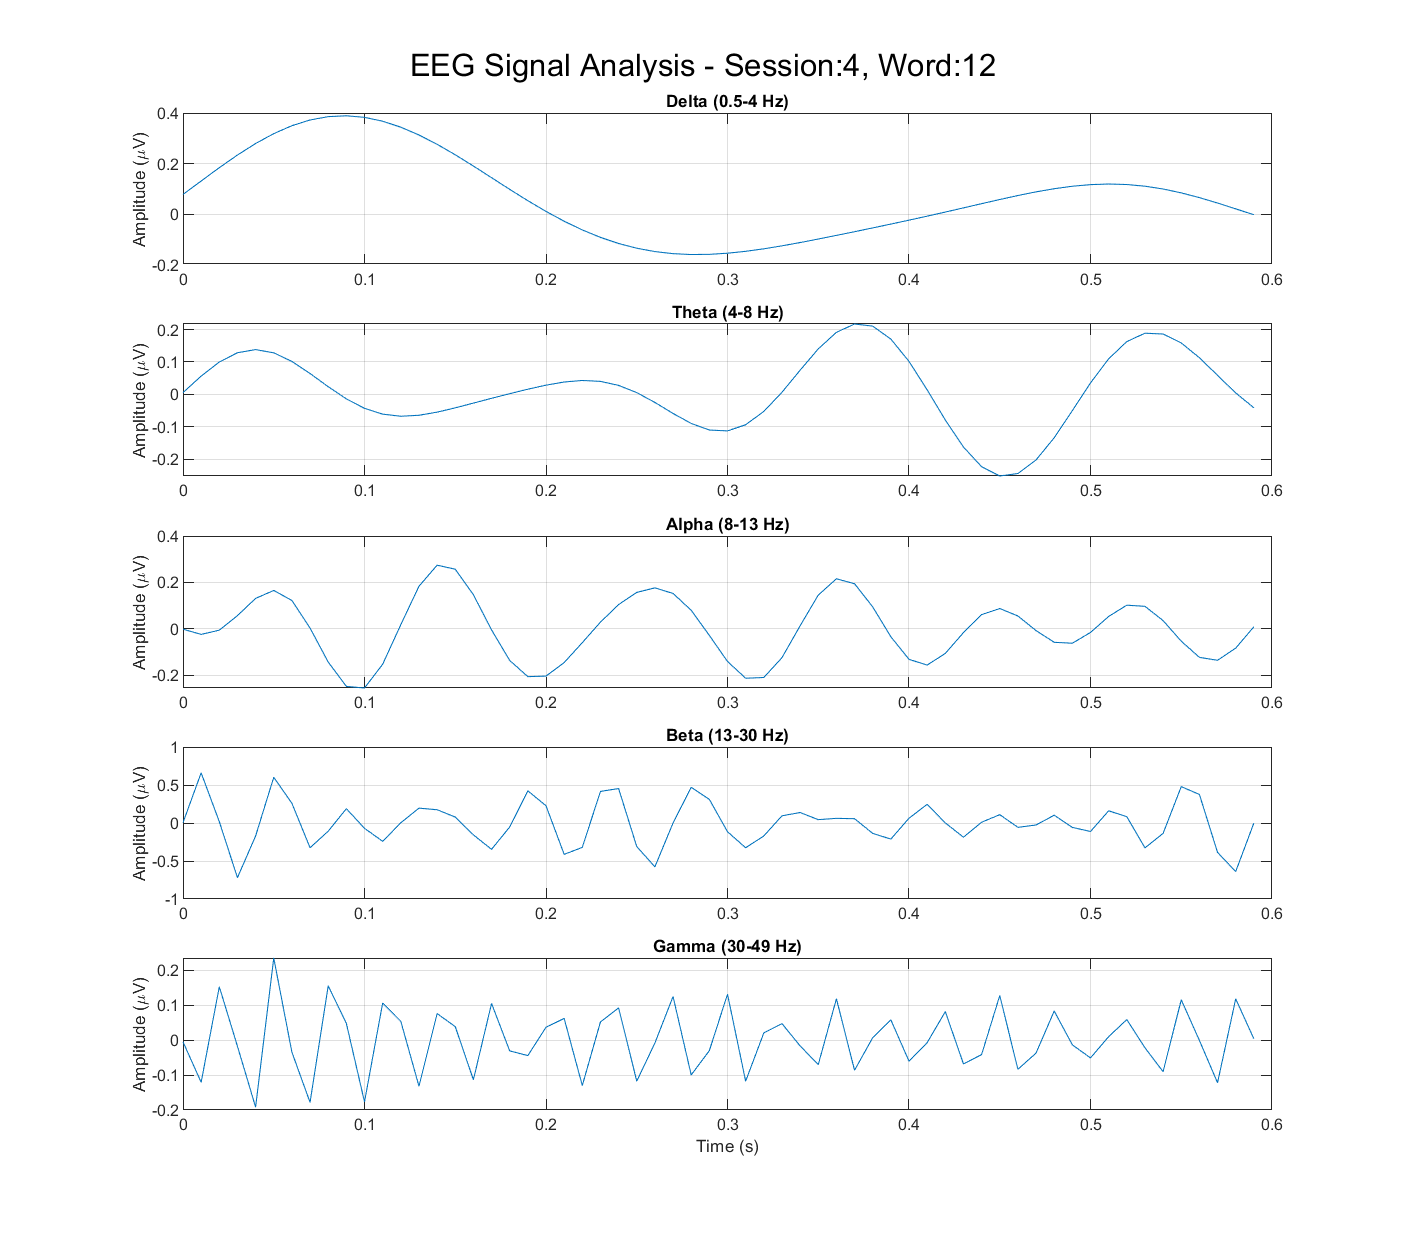 EEG Signal Analysis - Session:4, Word:12
Delta (0.5-4 Hz)
Amplitude (μV)
0.4
0.2
0
-0.2
0 0.1 0.2 0.3 0.4 0.5 0.6
Theta (4-8 Hz)
Amplitude (μV)
0.2
0.1
0
-0.1
-0.2
0 0.1 0.2 0.3 0.4 0.5 0.6
Alpha (8-13 Hz)
Amplitude (μV)
0.4
0.2
0
-0.2
0 0.1 0.2 0.3 0.4 0.5 0.6
Beta (13-30 Hz)
Amplitude (μV)
1
0.5
0
-0.5
-1
0 0.1 0.2 0.3 0.4 0.5 0.6
Gamma (30-49 Hz)
Amplitude (μV)
0.2
0.1
0
-0.1
-0.2
0 0.1 0.2 0.3 0.4 0.5 0.6
Time (s)